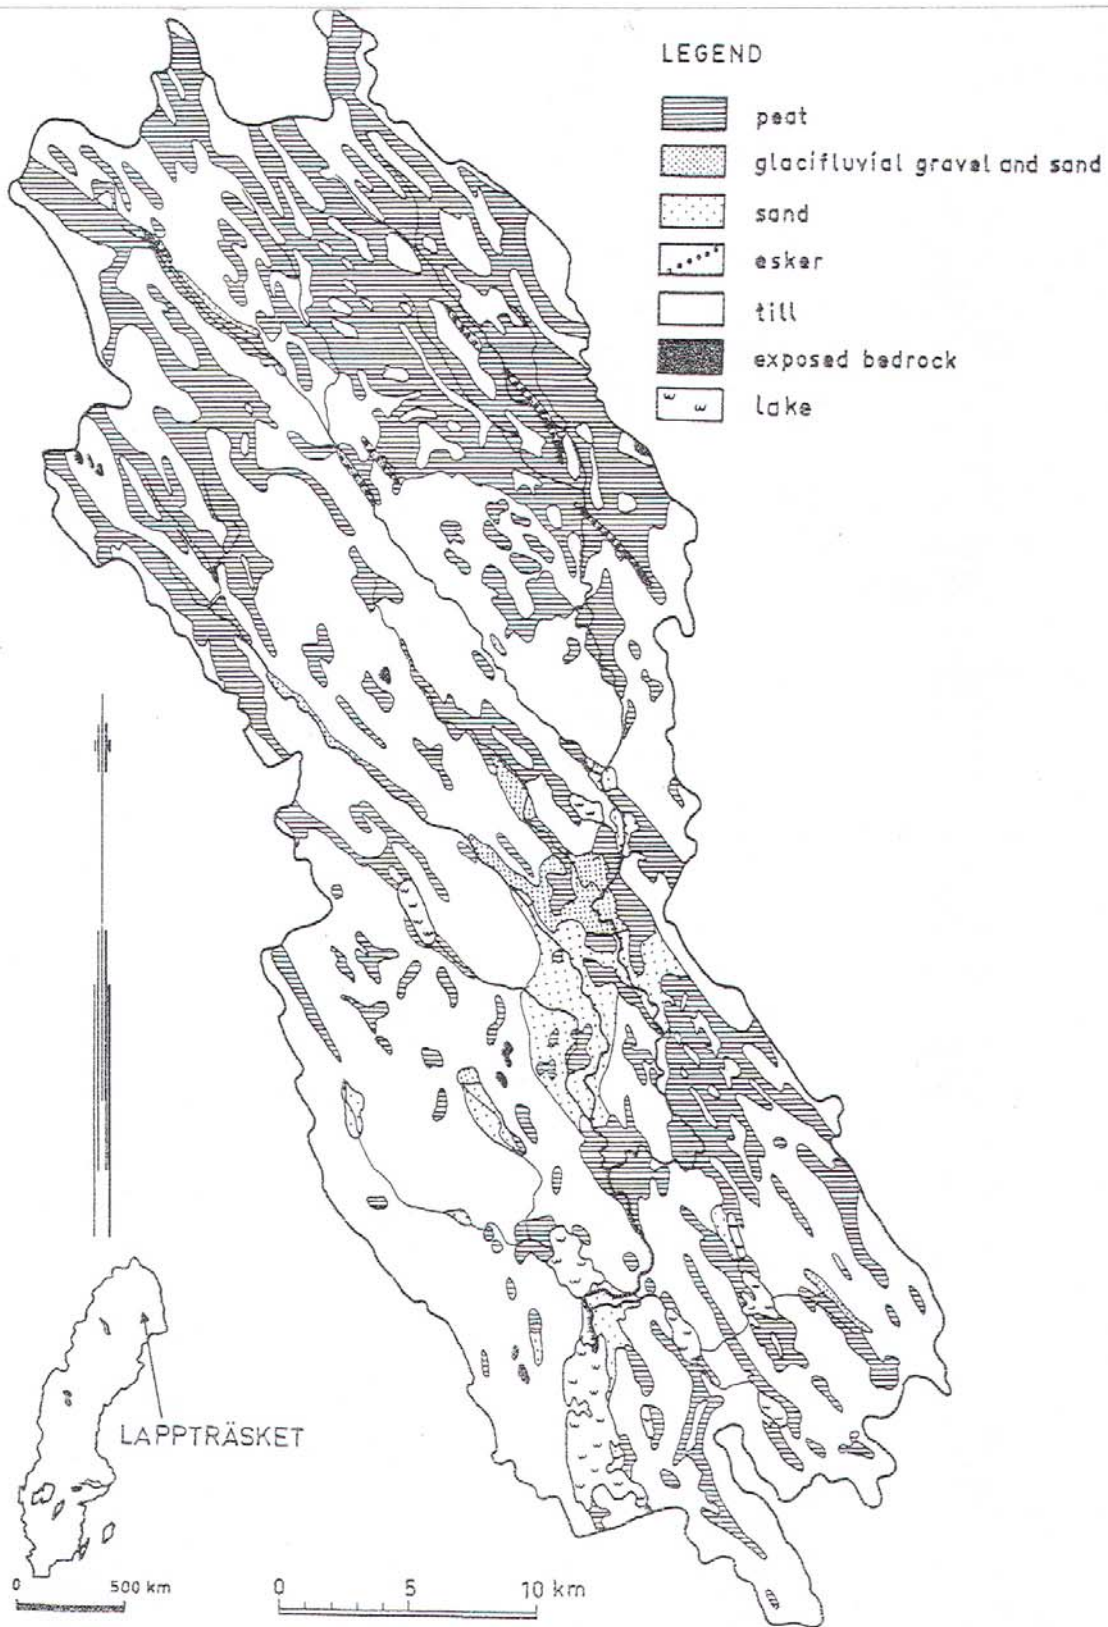 LEGEND
peat
glacifluvial gravel and sand
sand
esker
till
exposed bedrock
lake
LAPPTRÄSKET
0 500 km
0 5 10 km